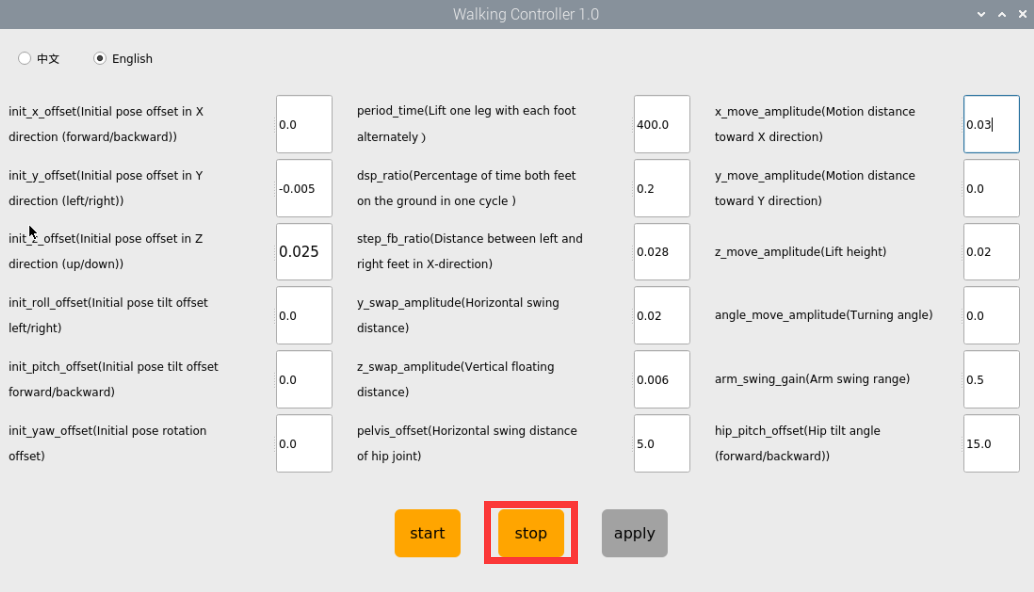 Walking Controller 1.0
中文 English
init_x_offset(Initial pose offset in X
direction (forward/backward))
0.0
period_time(Lift one leg with each foot
alternately )
400.0
x_move_amplitude(Motion distance
toward X direction)
0.03
init_y_offset(Initial pose offset in Y
direction (left/right))
-0.005
dsp_ratio(Percentage of time both feet
on the ground in one cycle )
0.2
y_move_amplitude(Motion distance
toward Y direction)
0.0
init_z_offset(Initial pose offset in Z
direction (up/down))
0.025
step_fb_ratio(Distance between left and
right feet in X-direction)
0.028
z_move_amplitude(Lift height)
0.02
init_roll_offset(Initial pose tilt offset
left/right)
0.0
y_swap_amplitude(Horizontal swing
distance)
0.02
angle_move_amplitude(Turning angle)
0.0
init_pitch_offset(Initial pose tilt offset
forward/backward)
0.0
z_swap_amplitude(Vertical floating
distance)
0.006
arm_swing_gain(Arm swing range)
0.5
init_yaw_offset(Initial pose rotation
offset)
0.0
pelvis_offset(Horizontal swing distance
of hip joint)
5.0
hip_pitch_offset(Hip tilt angle
(forward/backward))
15.0
start stop apply